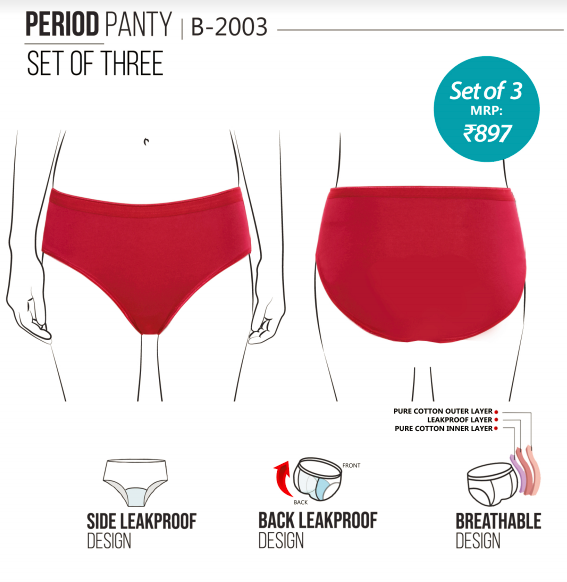 PERIOD PANTY | B-2003
SET OF THREE
Set of 3
MRP:
₹897
PURE COTTON OUTER LAYER
LEAKPROOF LAYER
PURE COTTON INNER LAYER
FRONT
BACK
SIDE LEAKPROOF
DESIGN
BACK LEAKPROOF
DESIGN
BREATHABLE
DESIGN